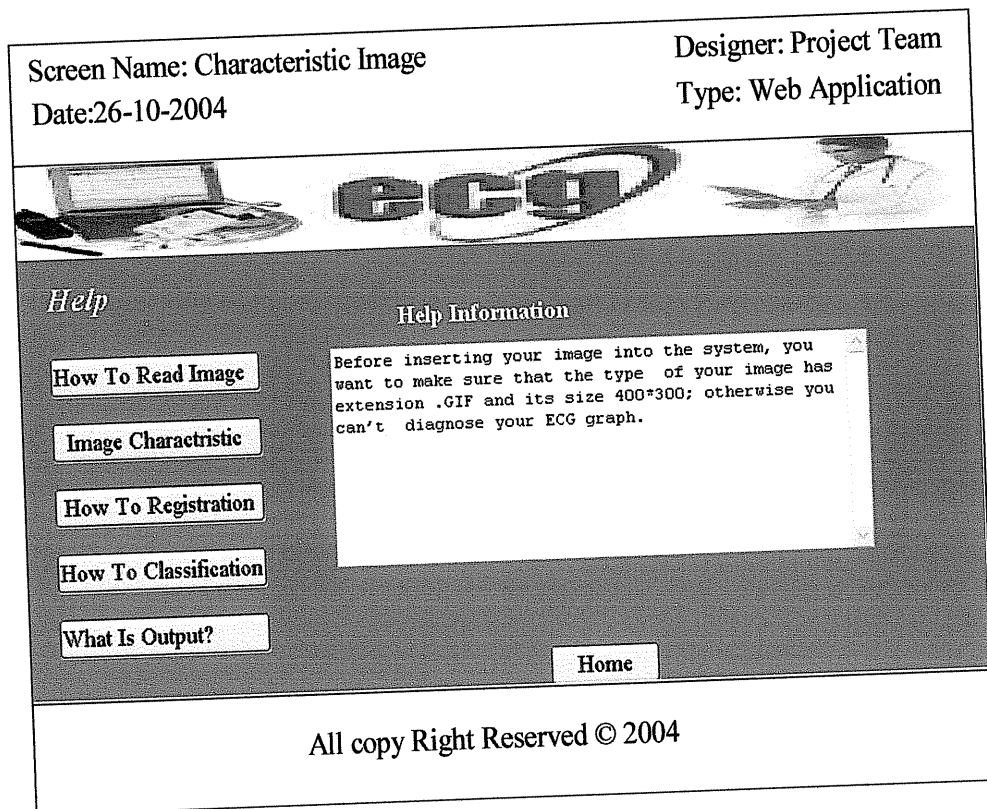 Screen Name: Characteristic Image
Designer: Project Team
Date:26-10-2004
Type: Web Application
ecg
Help
Help Information
How To Read Image
Image Charactristic
How To Registration
How To Classification
What Is Output?
Before inserting your image into the system, you
want to make sure that the type of your image has
extension .GIF and its size 400*300; otherwise you
can't diagnose your ECG graph.
Home
All copy Right Reserved © 2004